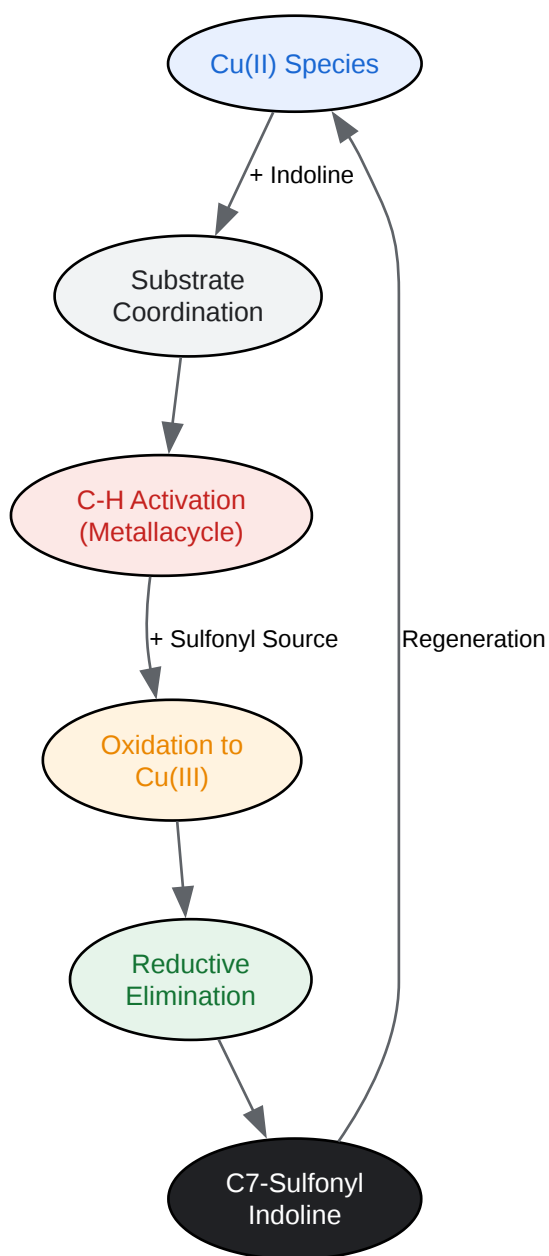 Cu(II) Species
+ Indoline
Substrate
Coordination
C-H Activation
(Metallacycle)
+ Sulfonyl Source
Regeneration
Oxidation to
Cu(III)
Reductive
Elimination
C7-Sulfonyl
Indoline